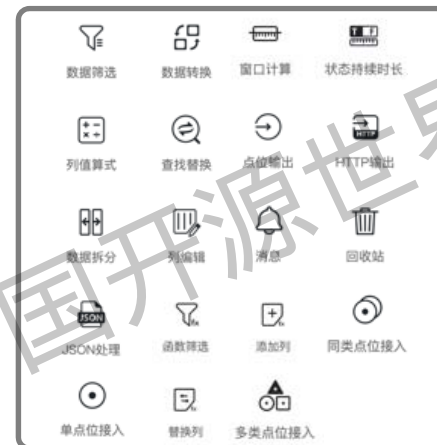 数据筛选 数据转换 窗口计算 状态持续时长
列值算式 查找替换 点位输出 HTTP输出
数据拆分 列编辑 消息 回收站
JSON处理 函数筛选 添加列 同类点位接入
单点位接入 替换列 多类点位接入
国开源世界